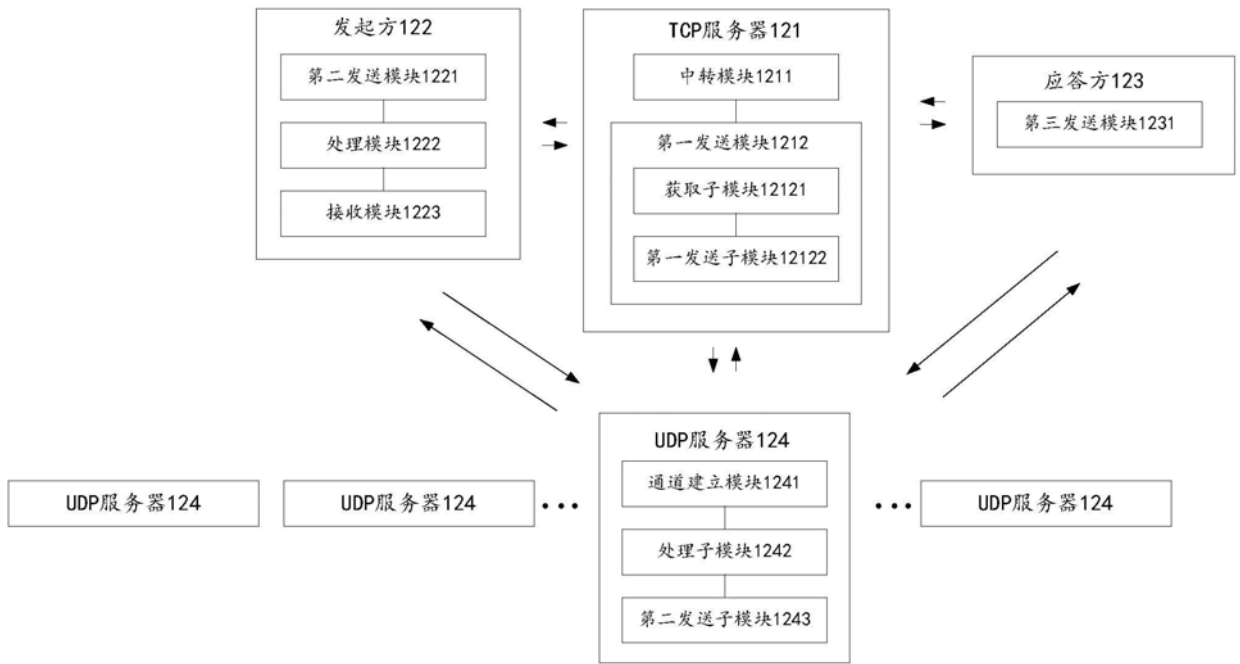 发起方122
第二发送模块1221
处理模块1222
接收模块1223
TCP服务器121
中转模块1211
第一发送模块1212
获取子模块12121
第一发送子模块12122
应答方123
第三发送模块1231
UDP服务器124
UDP服务器124
UDP服务器124
通道建立模块1241
处理子模块1242
第二发送子模块1243
UDP服务器124